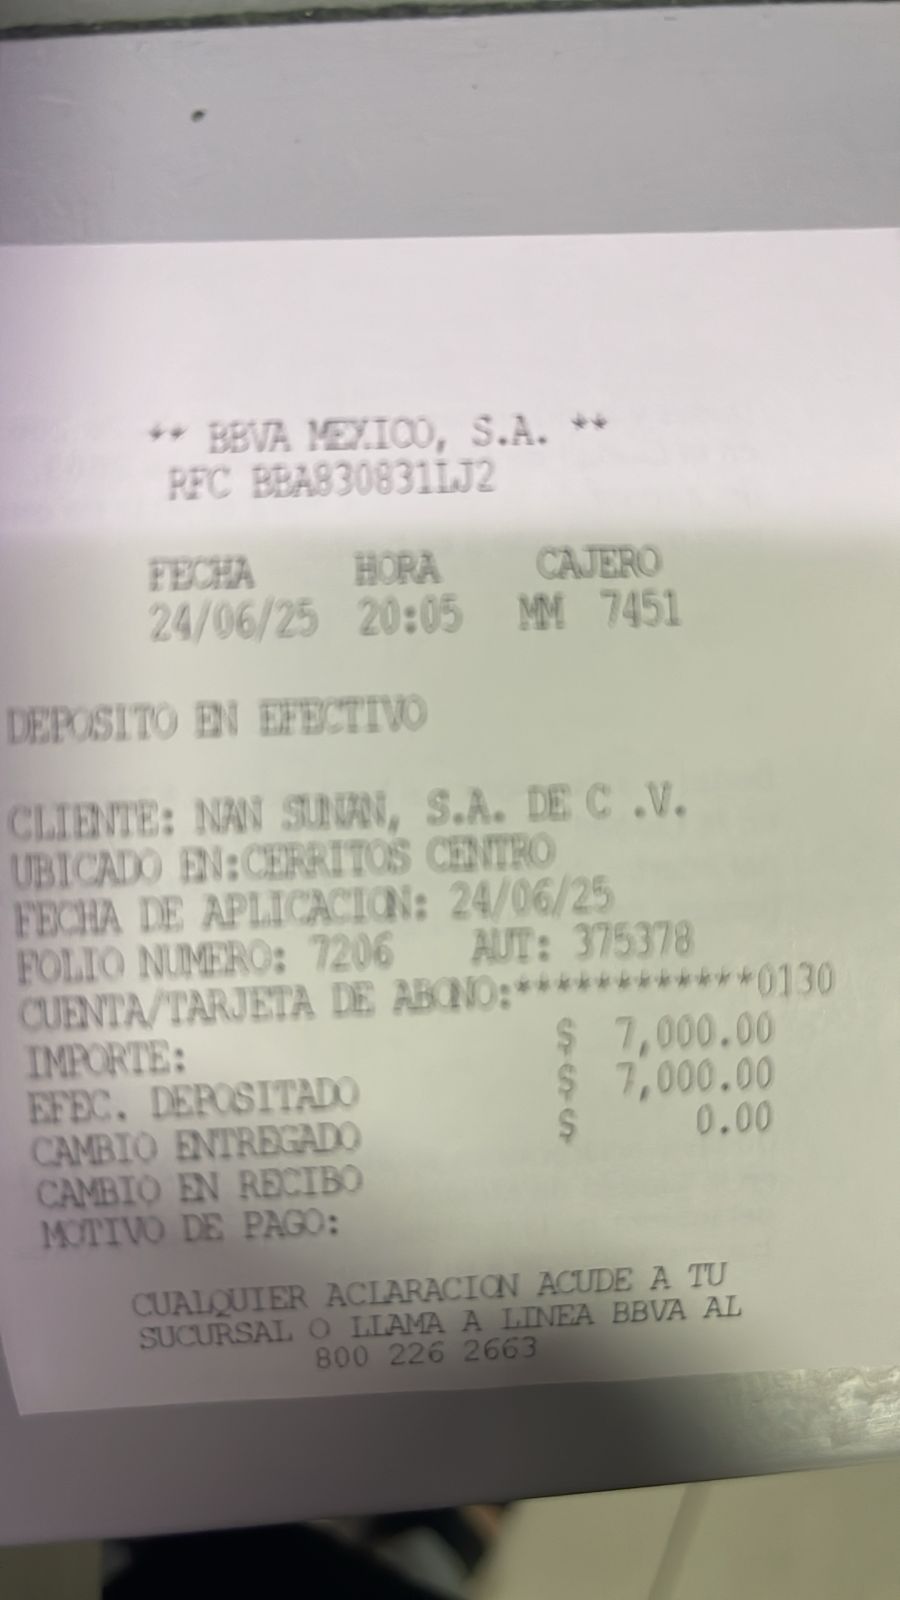 ** BBVA MEXICO, S.A. **
RFC BBA830831LJ2
FECHA HORA CAJERO
24/06/25 20:05 MM 7451
DEPOSITO EN EFECTIVO
CLIENTE: NAN SUNAN, S.A. DE C .V.
UBICADO EN:CERRITOS CENTRO
FECHA DE APLICACION: 24/06/25
FOLIO NUMERO: 7206 AUT: 375378
CUENTA/TARJETA DE ABONO:************0130
IMPORTE: $ 7,000.00
EFEC. DEPOSITADO $ 7,000.00
CAMBIO ENTREGADO $ 0.00
CAMBIO EN RECIBO
MOTIVO DE PAGO:
CUALQUIER ACLARACION ACUDE A TU
SUCURSAL O LLAMA A LINEA BBVA AL
800 226 2663